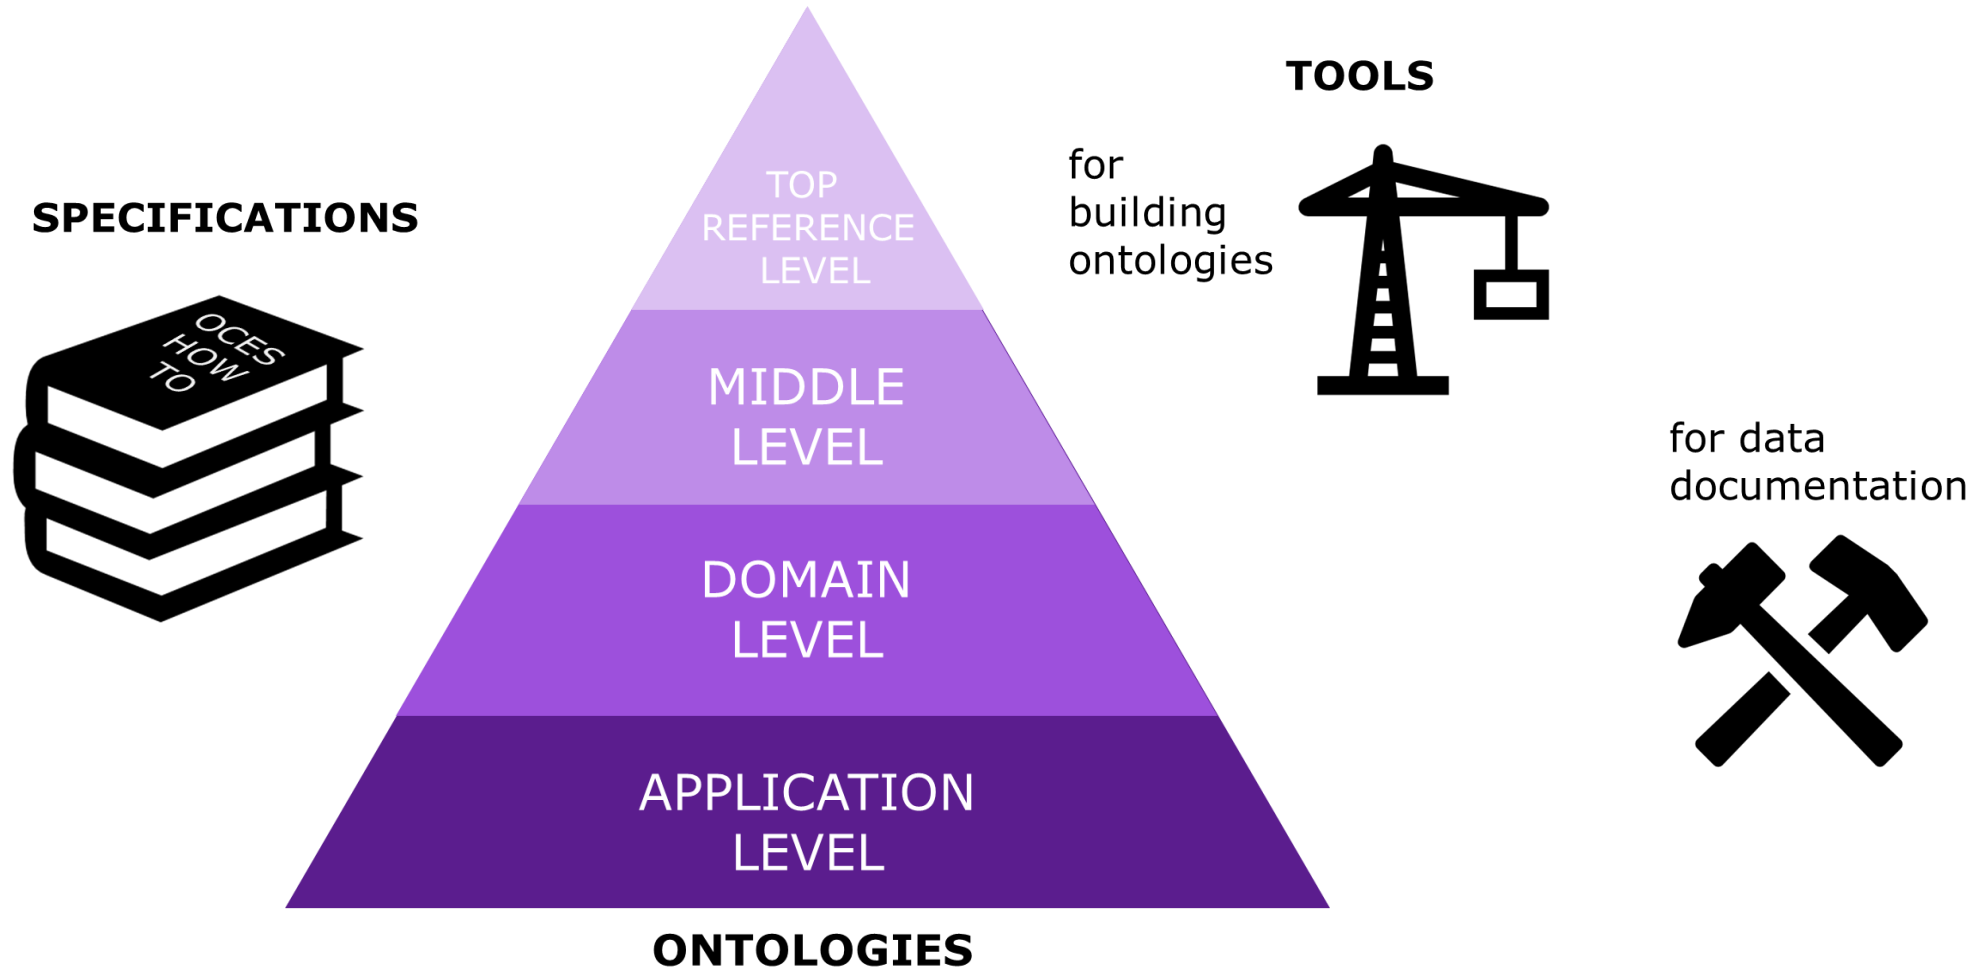 SPECIFICATIONS
OCES
HOW
TO
TOP
REFERENCE
LEVEL
MIDDLE
LEVEL
DOMAIN
LEVEL
APPLICATION
LEVEL
ONTOLOGIES
TOOLS
for
building
ontologies
for data
documentation